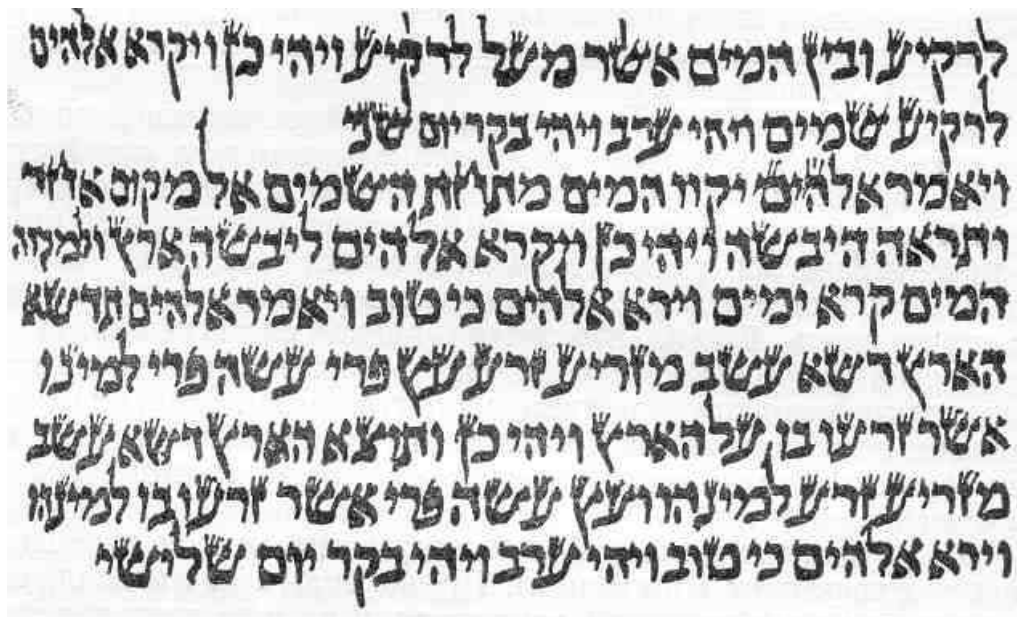 לרקיע ובין המים אשר מעל לרקיע ויהי כן ויקרא אלהים
לרקיע שמים ויהי ערב ויהי בקר יום שני
ויאמר אלהים יקוו המים מתחת השמים אל מקום אחד
ותראה היבשה ויהי כן ויקרא אלהים ליבשה ארץ ולמקוה
המים קרא ימים וירא אלהים כי טוב ויאמר אלהים תדשא
הארץ דשא עשב מזריע זרע עץ פרי עשה פרי למינו
אשר זרעו בו על הארץ ויהי כן ותוצא הארץ דשא עשב
מזריע זרע למינהו ועץ עשה פרי אשר זרעו בו למינהו
וירא אלהים כי טוב ויהי ערב ויהי בקר יום שלישי